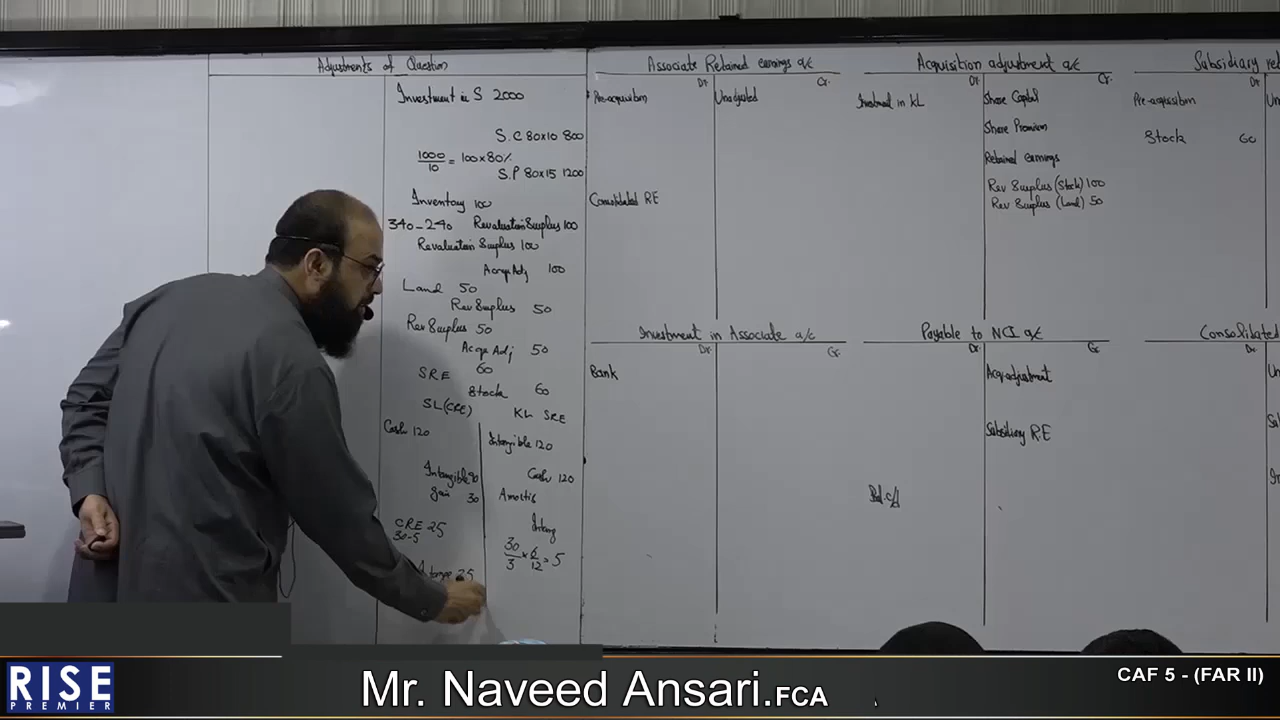 Adjustments of Question
Investment in S 2000
S.C 80x10 800
1000/10 = 100x80%
S.P 80x15 1200
Inventory 100
340-240 Revaluation Surplus 100
Revaluation Surplus 100
Acqn Adj 100
Land 50
Rev Surplus 50
Rev Surplus 50
Acqn Adj 50
SRE 60
Stock 60
SL(CRE)
Cash 120
Intangible 90
Gain 30
CRE 25
30-5
25
KL SRE
Intangible 120
Cash 120
Amortis
Intang
30/3 x 6/12 = 5
Associate Retained earnings a/c
Dr. Cr.
Pre-acquisition
Unadjusted
Consolidated RE
Acquisition adjustment a/c
Dr. Cr.
Investment in KL
Share Capital
Share Premium
Retained earnings
Rev Surplus (Stock) 100
Rev Surplus (Land) 50
Subsidiary
Dr
Pre-acquisition
Stock 60
Investment in Associate a/c
Dr. Cr.
Bank
Payable to NCI a/c
Dr. Cr.
Acq-adjustment
Subsidiary RE
Bal. c/d
Consolidated
Dr.
RISE
PREMIER
Mr. Naveed Ansari.FCA
CAF 5 - (FAR II)